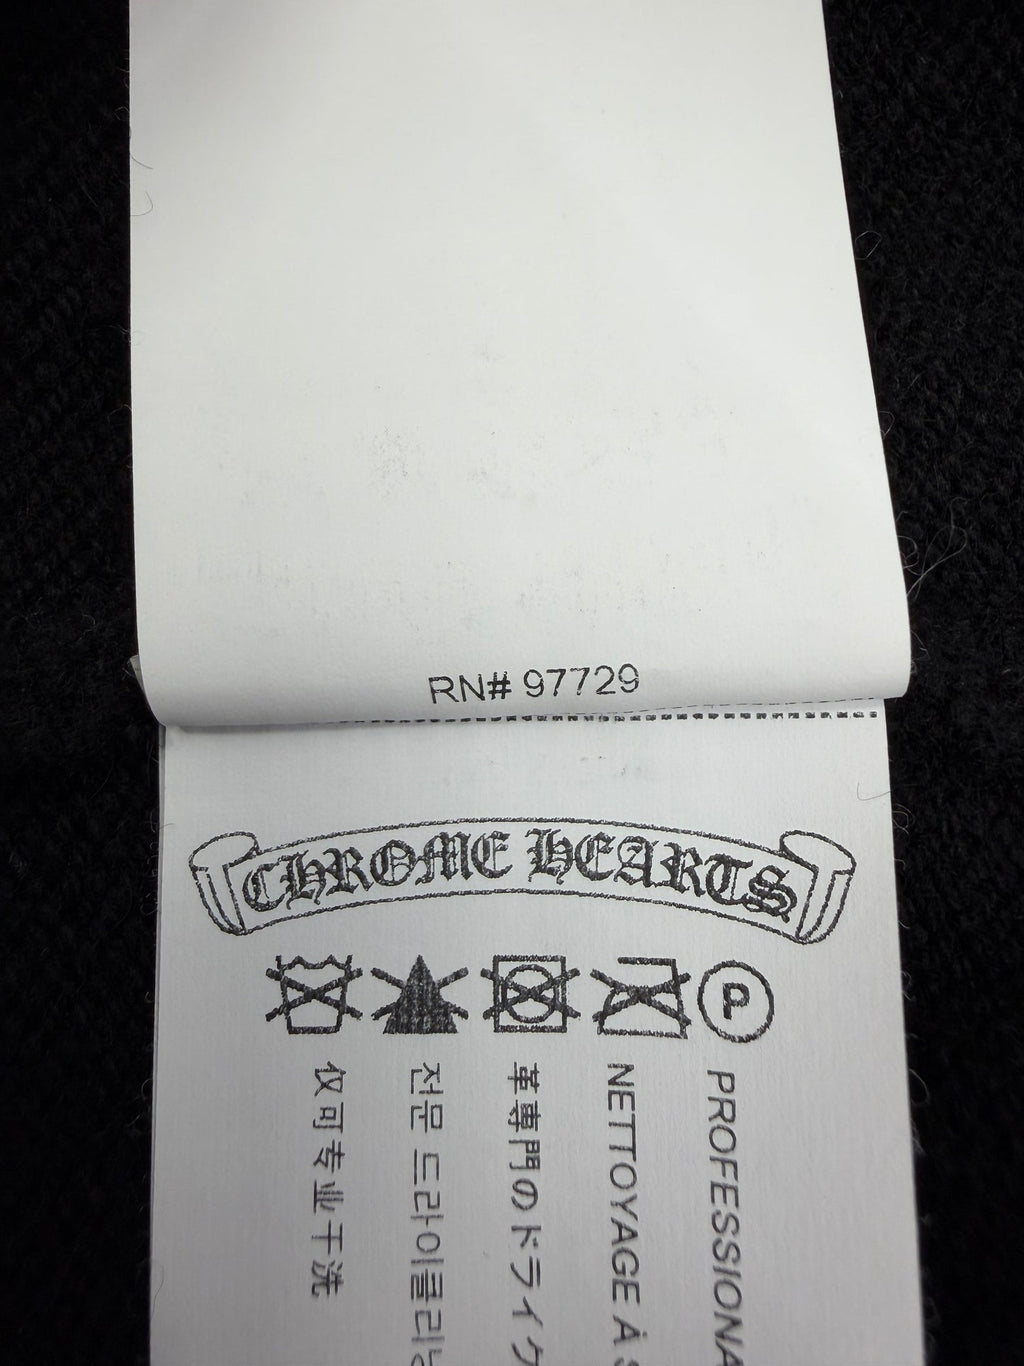 RN# 97729
CHROME HEARTS
P
PROFESSIONA
NETTOYAGE À S
革専門のドライク
전문 드라이클리닝
仅可专业干洗